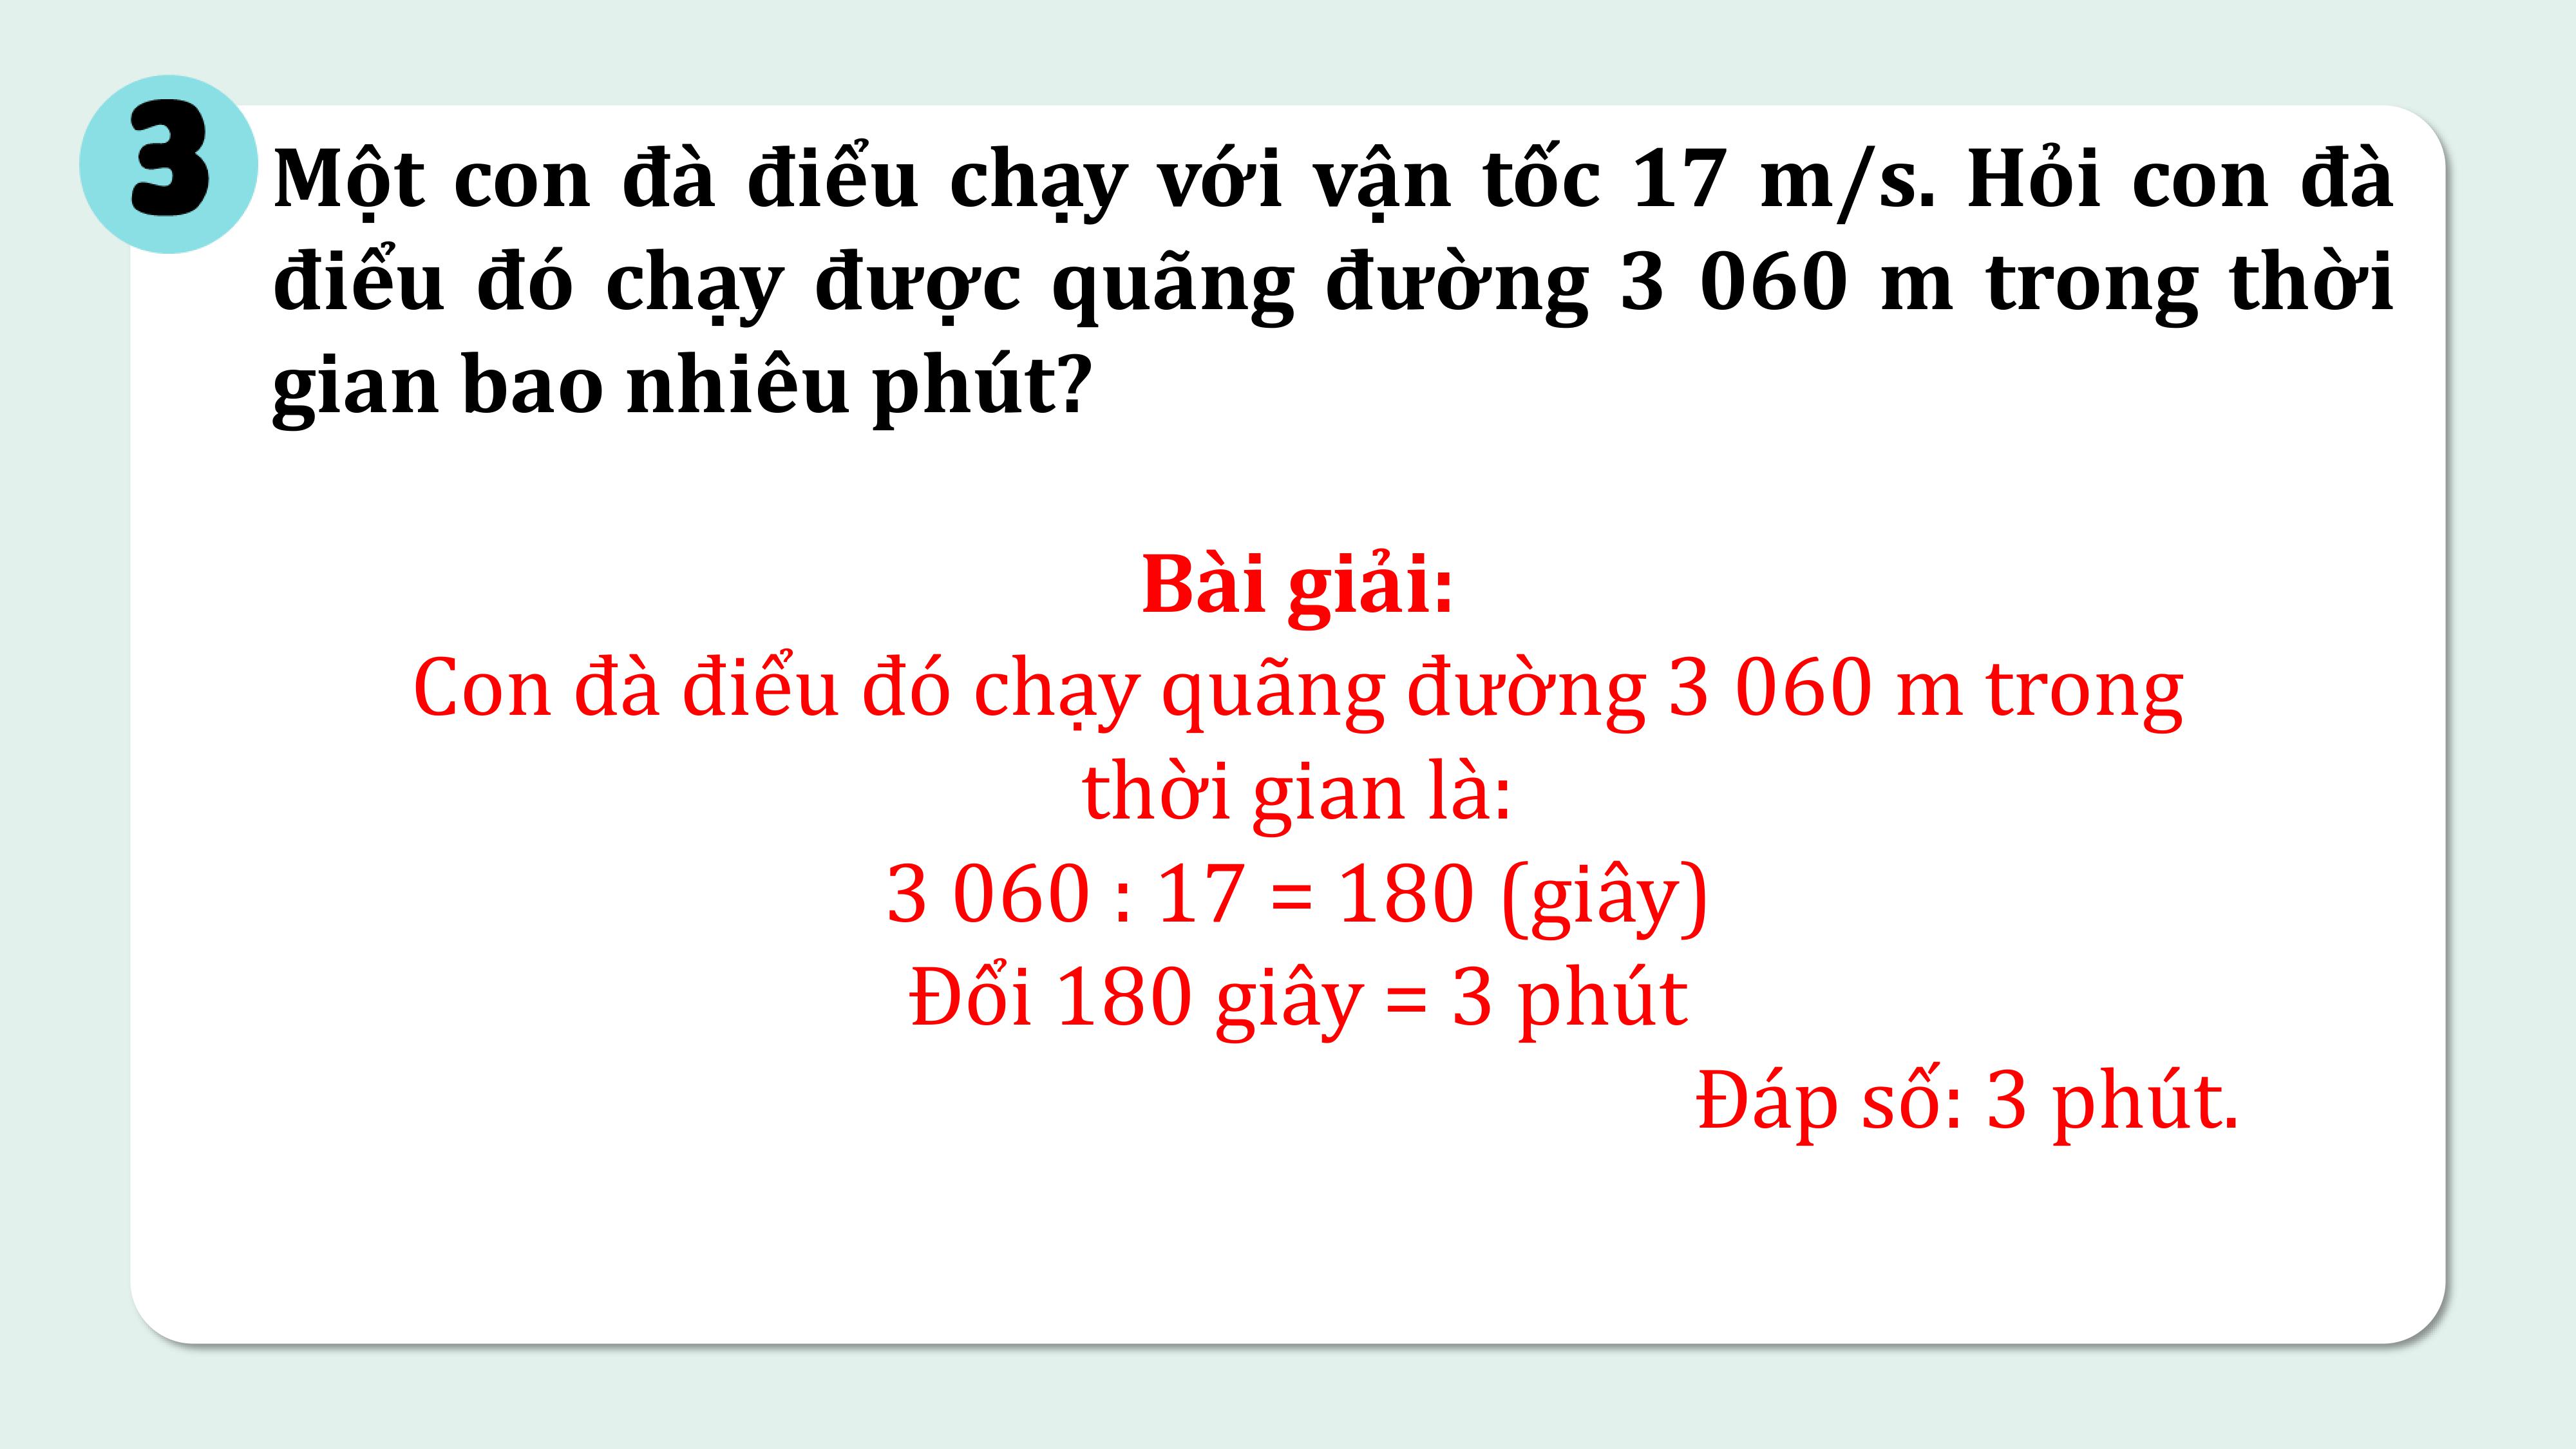 3
Một con đà điểu chạy với vận tốc 17 m/s. Hỏi con đà
điểu đó chạy được quãng đường 3 060 m trong thời
gian bao nhiêu phút?
Bài giải:
Con đà điểu đó chạy quãng đường 3 060 m trong
thời gian là:
3 060 : 17 = 180 (giây)
Đổi 180 giây = 3 phút
Đáp số: 3 phút.